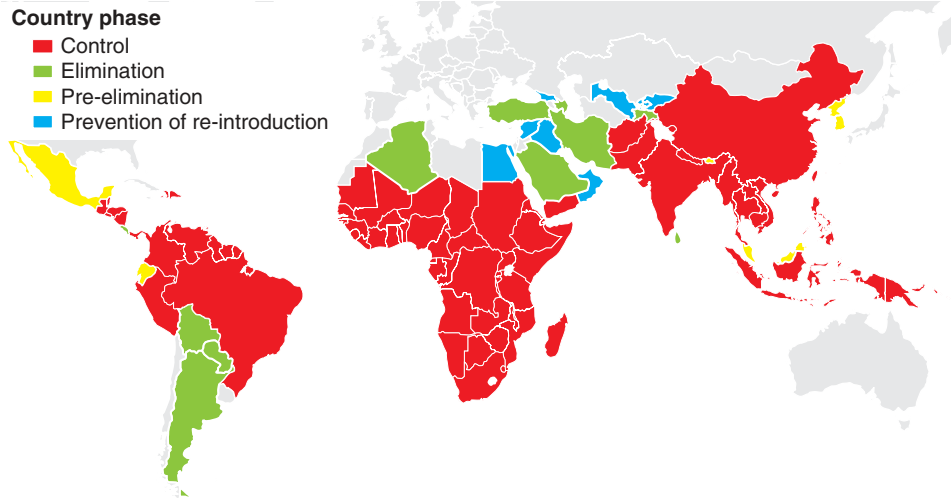 Country phase
Control
Elimination
Pre-elimination
Prevention of re-introduction